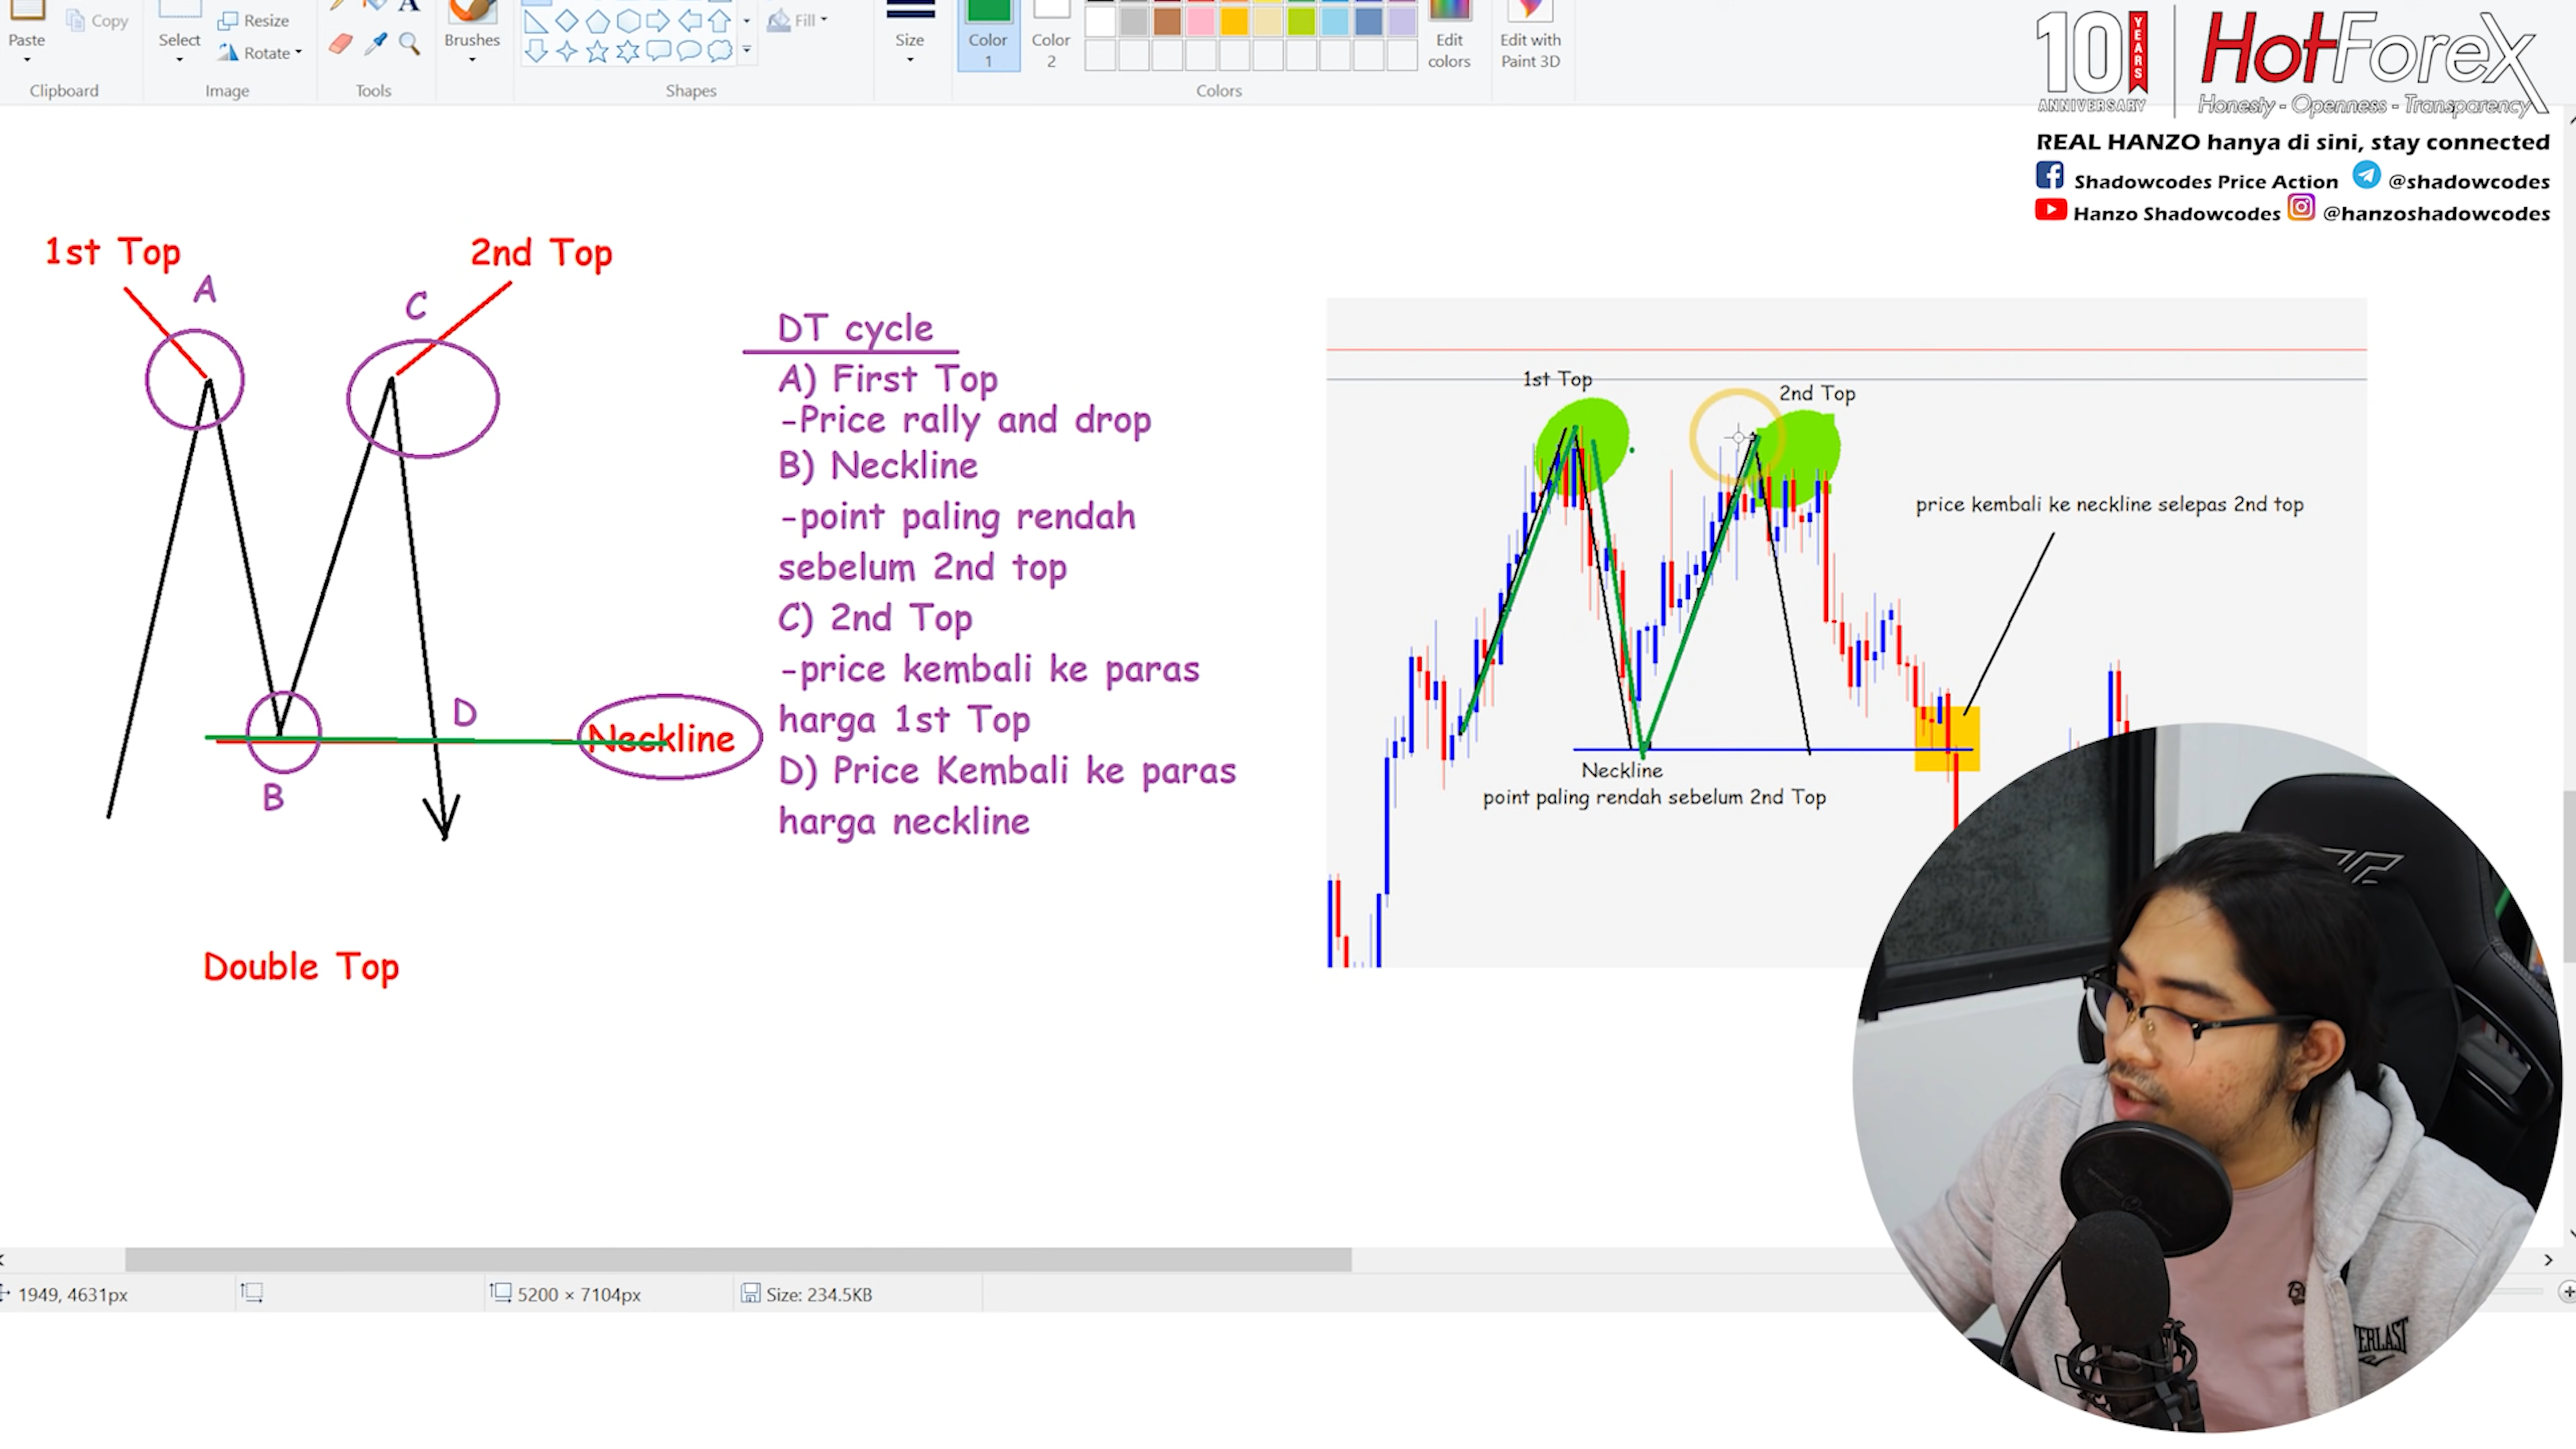 Paste
Copy
Clipboard
Select
Resize
Rotate
Image
Tools
Brushes
Shapes
Fill
Size
Color 1
Color 2
Colors
Edit colors
Edit with Paint 3D
10 YEARS
ANNIVERSARY
HotForex
Honesty - Openness - Transparency
REAL HANZO hanya di sini, stay connected
Shadowcodes Price Action @shadowcodes
Hanzo Shadowcodes @hanzoshadowcodes
1st Top
2nd Top
A
C
B
D
Neckline
Double Top
DT cycle
A) First Top
-Price rally and drop
B) Neckline
-point paling rendah
sebelum 2nd top
C) 2nd Top
-price kembali ke paras
harga 1st Top
D) Price Kembali ke paras
harga neckline
1st Top
2nd Top
price kembali ke neckline selepas 2nd top
Neckline
point paling rendah sebelum 2nd Top
1949, 4631px
5200 × 7104px
Size: 234.5KB